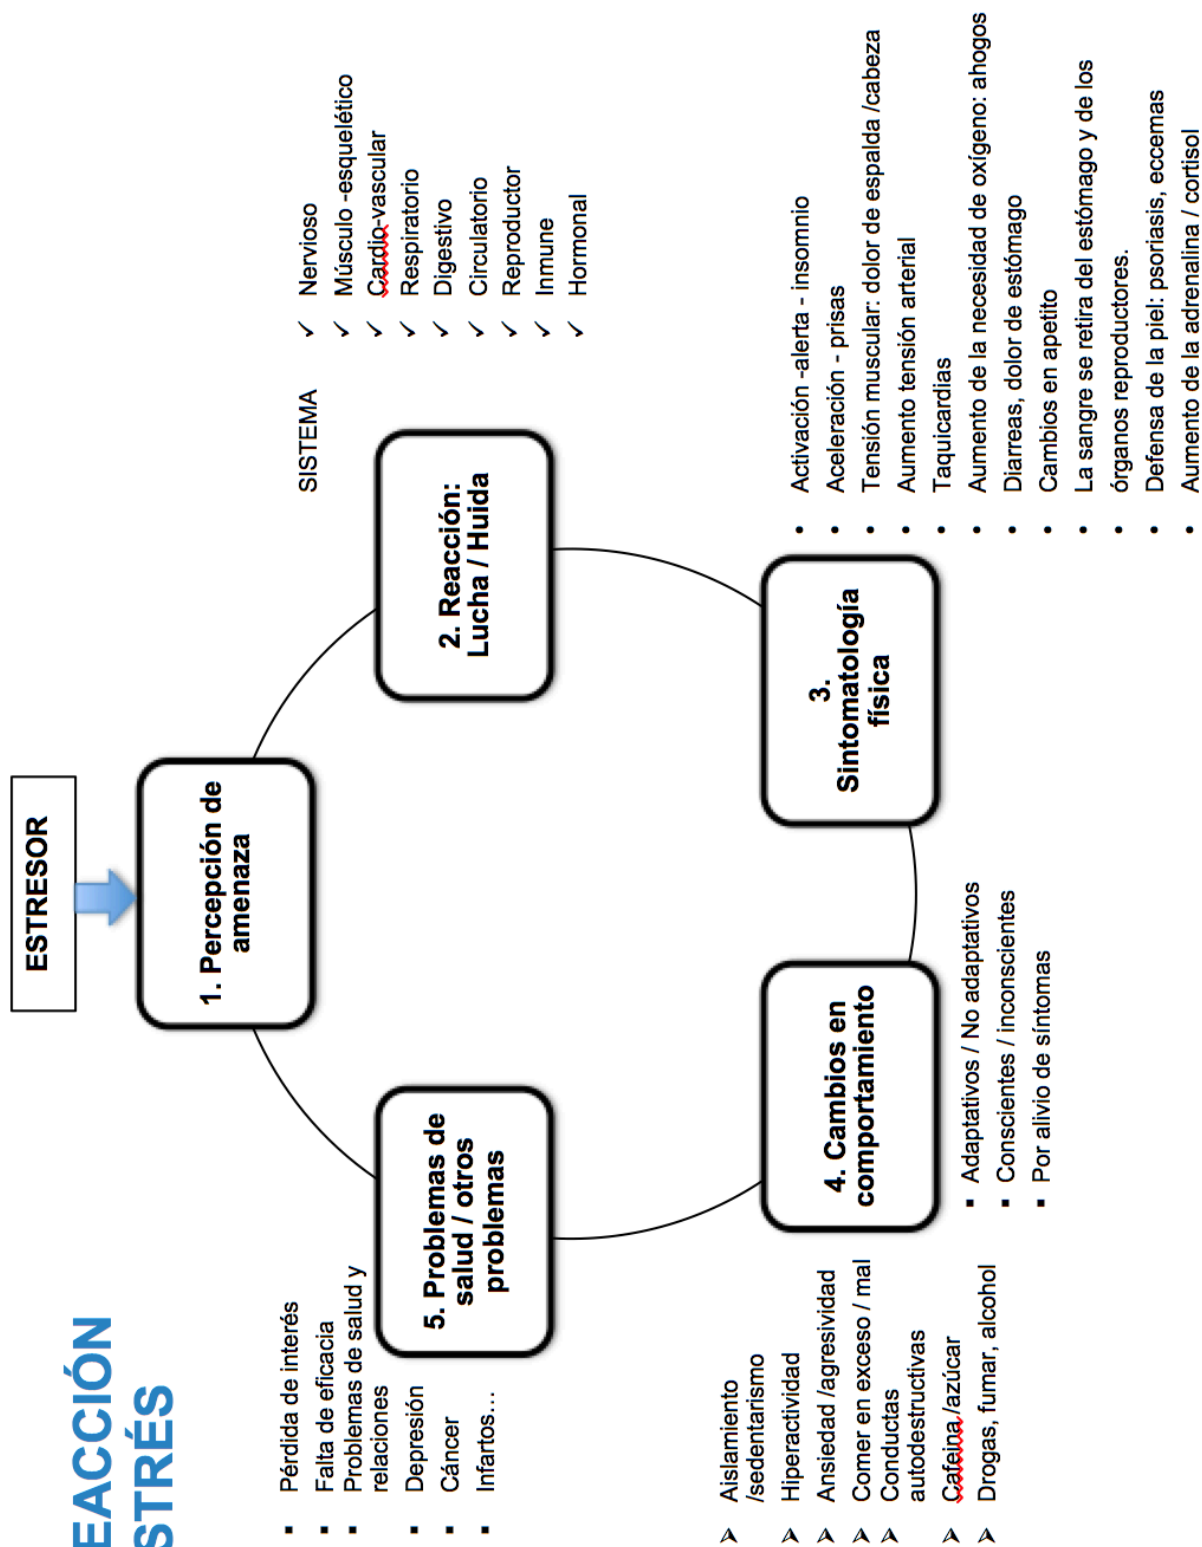 EACCIÓN
STRÉS
ESTRESOR
1. Percepción de
amenaza
2. Reacción:
Lucha / Huida
SISTEMA
✓ Nervioso
✓ Músculo -esquelético
✓ Cardio-vascular
✓ Respiratorio
✓ Digestivo
✓ Circulatorio
✓ Reproductor
✓ Inmune
✓ Hormonal
3.
Sintomatología
física
• Activación -alerta - insomnio
• Aceleración - prisas
• Tensión muscular: dolor de espalda /cabeza
• Aumento tensión arterial
• Taquicardias
• Aumento de la necesidad de oxígeno: ahogos
• Diarreas, dolor de estómago
• Cambios en apetito
• La sangre se retira del estómago y de los
• órganos reproductores.
• Defensa de la piel: psoriasis, eccemas
• Aumento de la adrenalina / cortisol
4. Cambios en
comportamiento
▪ Adaptativos / No adaptativos
▪ Conscientes / inconscientes
▪ Por alivio de síntomas
➢ Aislamiento
/sedentarismo
➢ Hiperactividad
➢ Ansiedad /agresividad
➢ Comer en exceso / mal
➢ Conductas
autodestructivas
➢ Cafeina /azúcar
➢ Drogas, fumar, alcohol
5. Problemas de
salud / otros
problemas
▪ Pérdida de interés
▪ Falta de eficacia
▪ Problemas de salud y
relaciones
▪ Depresión
▪ Cáncer
▪ Infartos...